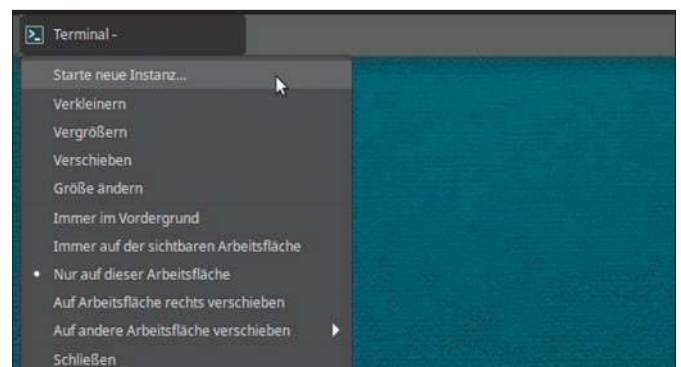 Terminal -
Starte neue Instanz...
Verkleinern
Vergrößern
Verschieben
Größe ändern
Immer im Vordergrund
Immer auf der sichtbaren Arbeitsfläche
Nur auf dieser Arbeitsfläche
Auf Arbeitsfläche rechts verschieben
Auf andere Arbeitsfläche verschieben
Schließen